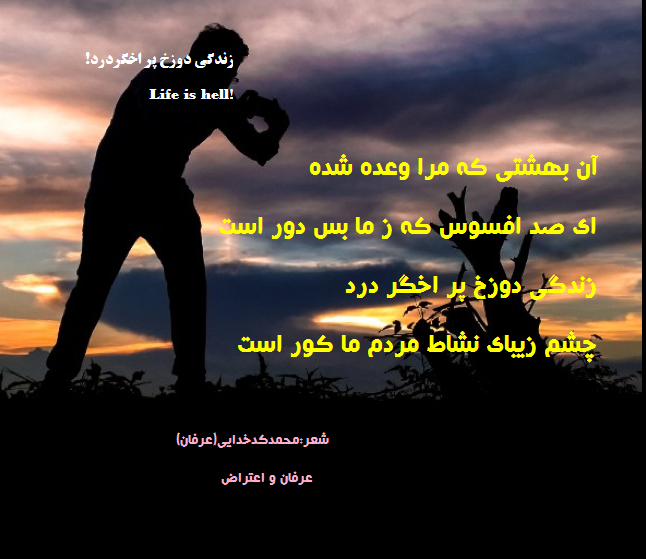 زندگی دوزخ پر اخگردرد!
Life is hell!
آن بهشتی که مرا وعده شده
ای صد افسوس که ز ما بس دور است
زندگی دوزخ پر اخگر درد
چشم زیبای نشاط مردم ما کور است
شعر:محمدکدخدایی(عرفان)
عرفان و اعتراض